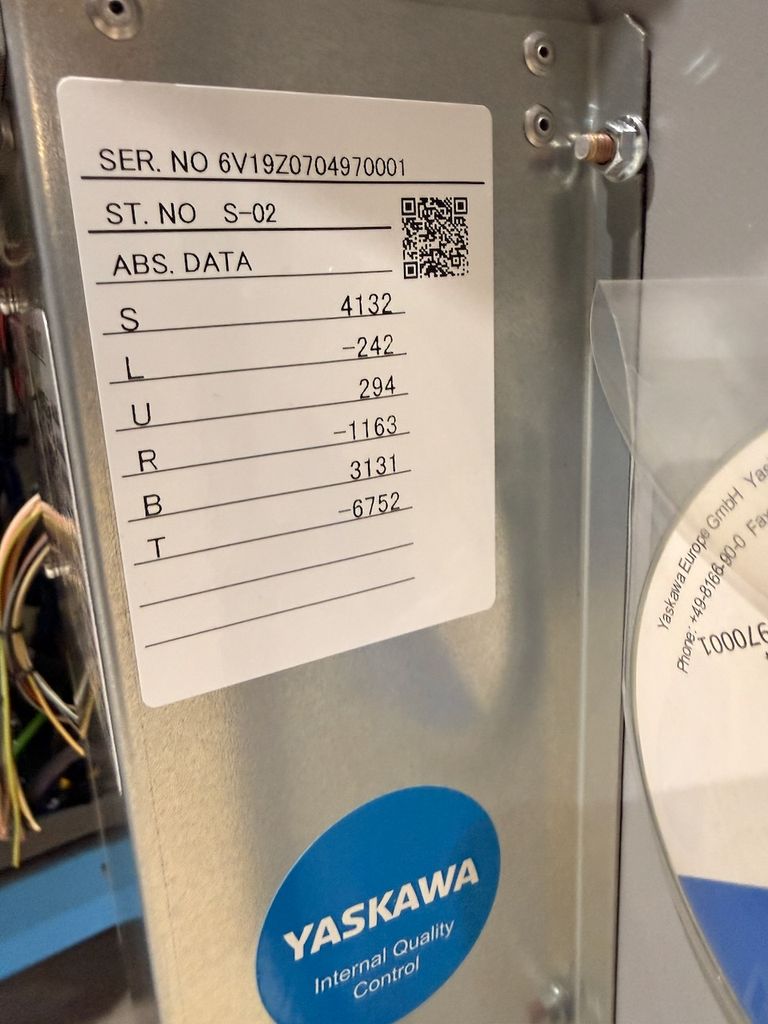 SER. NO 6V19Z0704970001
ST. NO S-02
ABS. DATA
S 4132
L -242
U 294
R -1163
B 3131
T -6752
YASKAWA
Internal Quality
Control
Yaskawa Europe GmbH
Phone: +49-8166-90-0
970001